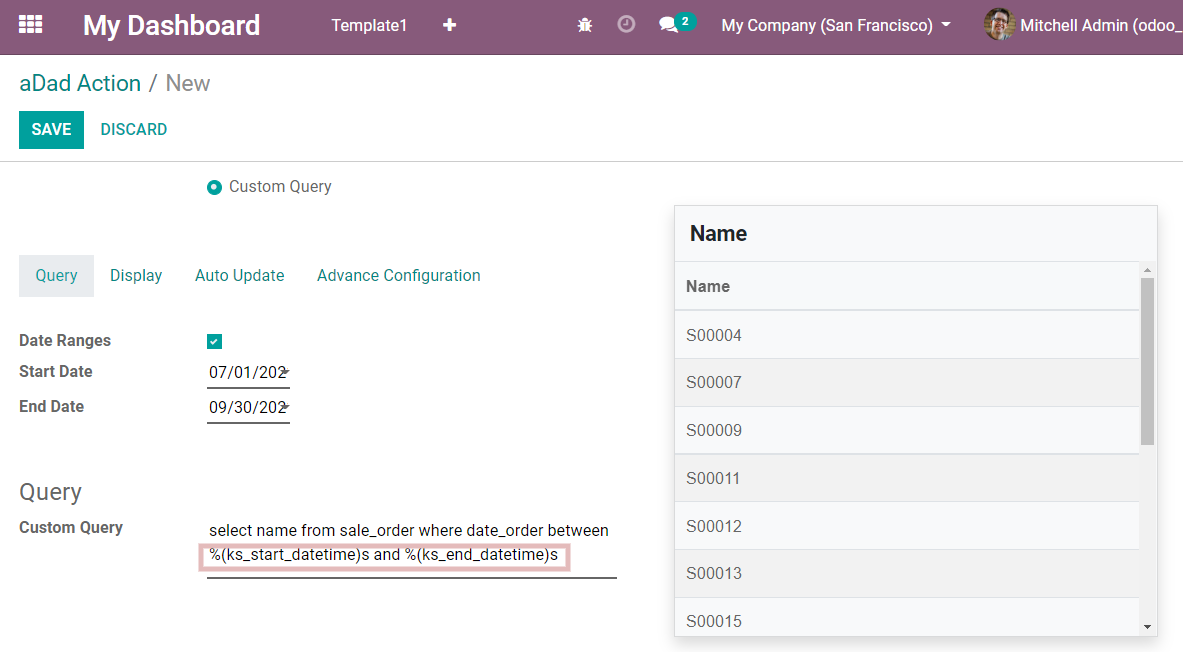 My Dashboard Template1 + 2 My Company (San Francisco) Mitchell Admin (odoo_
aDad Action / New
SAVE DISCARD
Custom Query
Query Display Auto Update Advance Configuration
Date Ranges
Start Date 07/01/202
End Date 09/30/202
Query
Custom Query select name from sale_order where date_order between
%(ks_start_datetime)s and %(ks_end_datetime)s
Name
Name
S00004
S00007
S00009
S00011
S00012
S00013
S00015